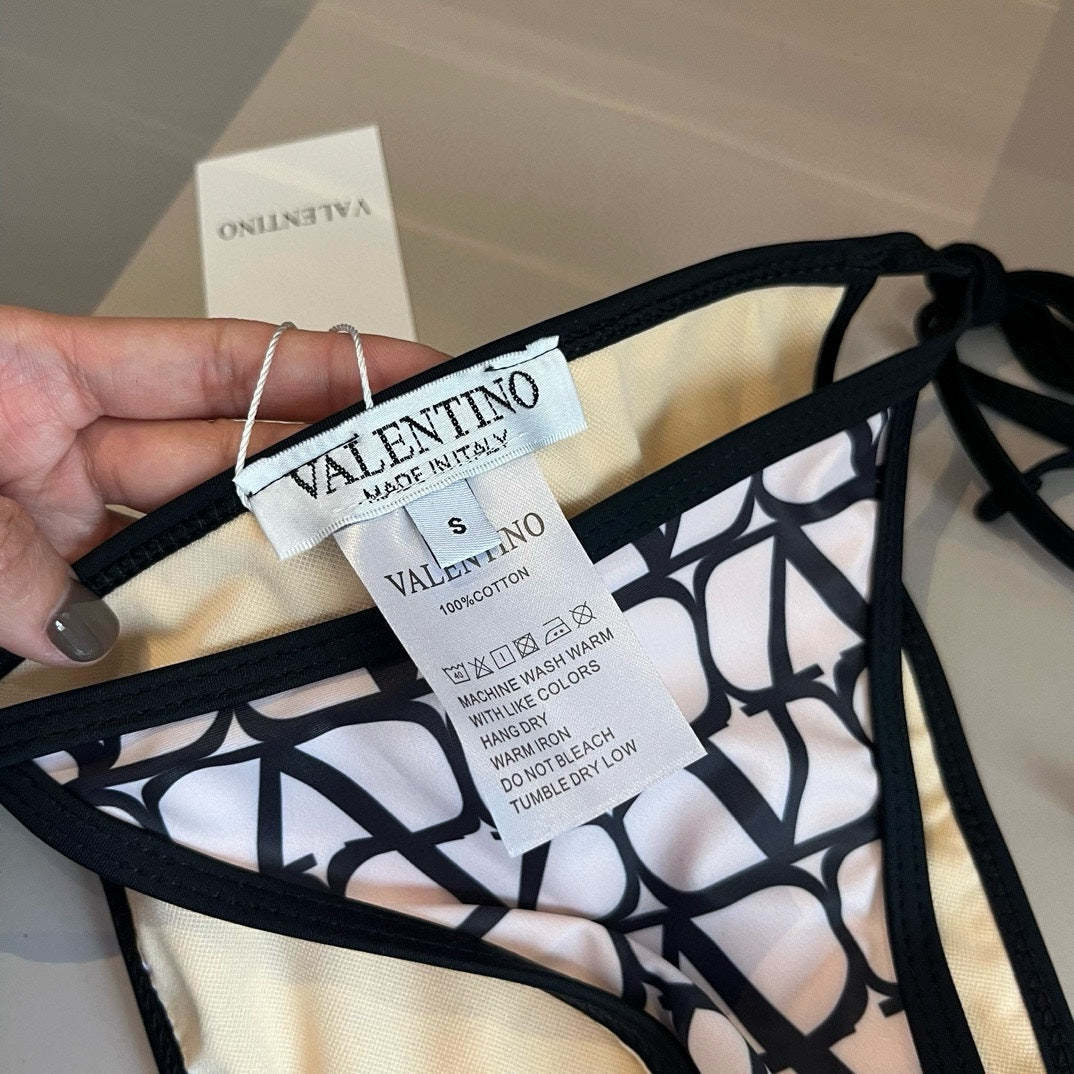 VALENTINO
VALENTINO
MADE IN ITALY
S
VALENTINO
100%COTTON
40
MACHINE WASH WARM
WITH LIKE COLORS
HANG DRY
WARM IRON
DO NOT BLEACH
TUMBLE DRY LOW